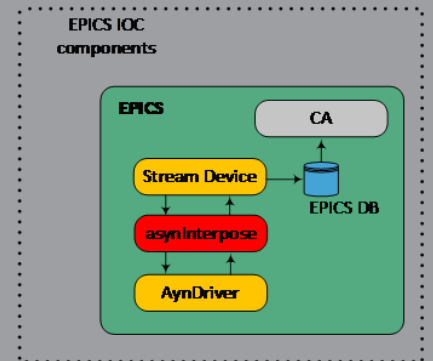 EPICS IOC
components
EPICS
CA
Stream Device
EPICS DB
asynInterpose
AynDriver